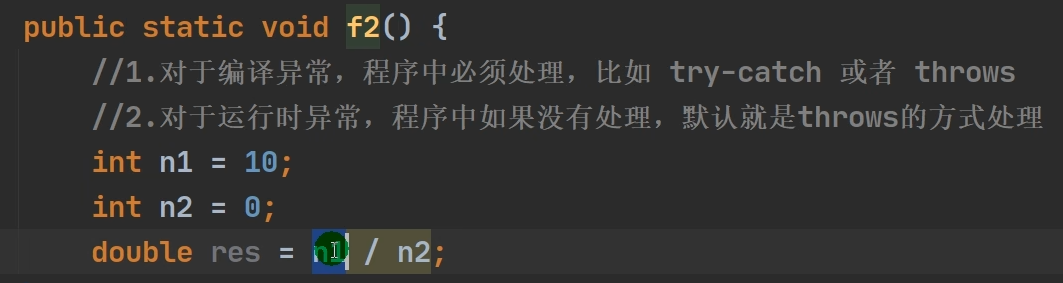 public static void f2() {
//1.对于编译异常，程序中必须处理，比如 try-catch 或者 throws
//2.对于运行时异常，程序中如果没有处理，默认就是throws的方式处理
int n1 = 10;
int n2 = 0;
double res = n1 / n2;